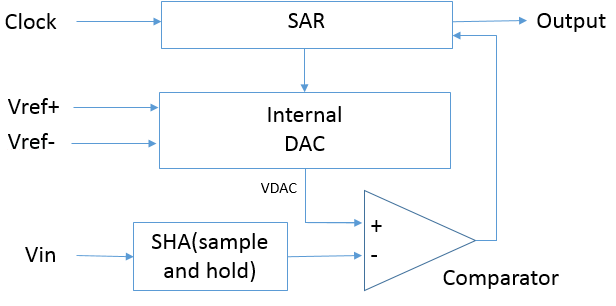 Clock
SAR
Output
Vref+
Vref-
Internal
DAC
VDAC
+
-
Vin
SHA(sample
and hold)
Comparator